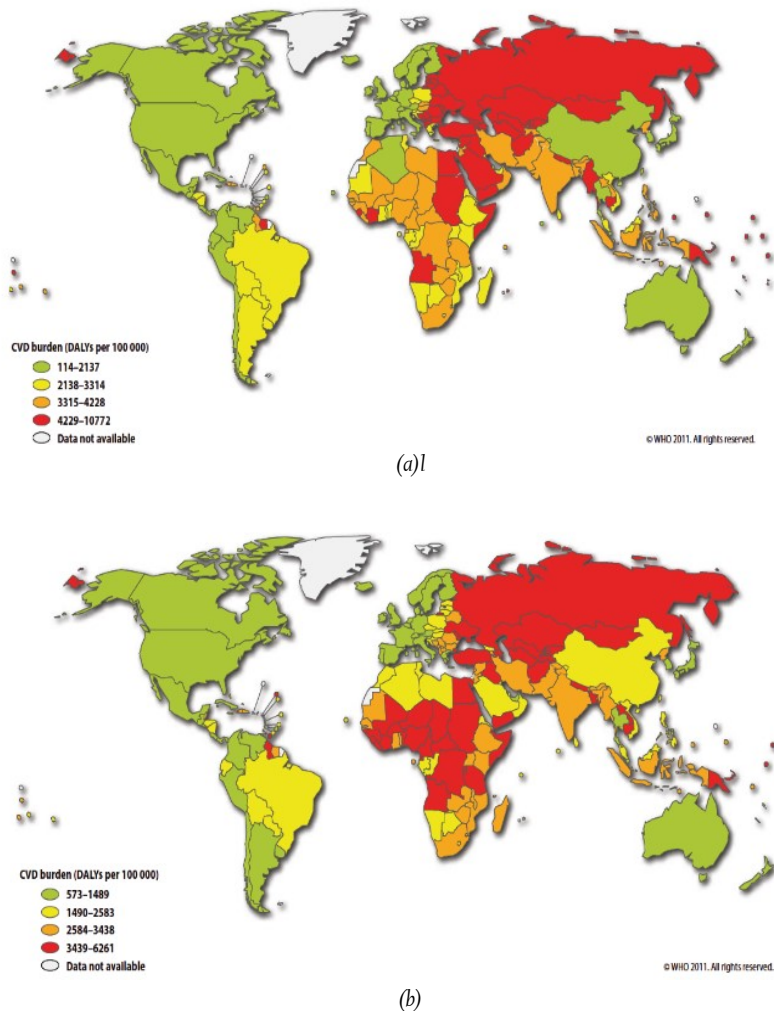 CVD burden (DALYs per 100 000)
114–2137
2138–3314
3315–4228
4229–10772
Data not available
© WHO 2011. All rights reserved.
(a)l
CVD burden (DALYs per 100 000)
573–1489
1490–2583
2584–3438
3439–6261
Data not available
© WHO 2011. All rights reserved.
(b)